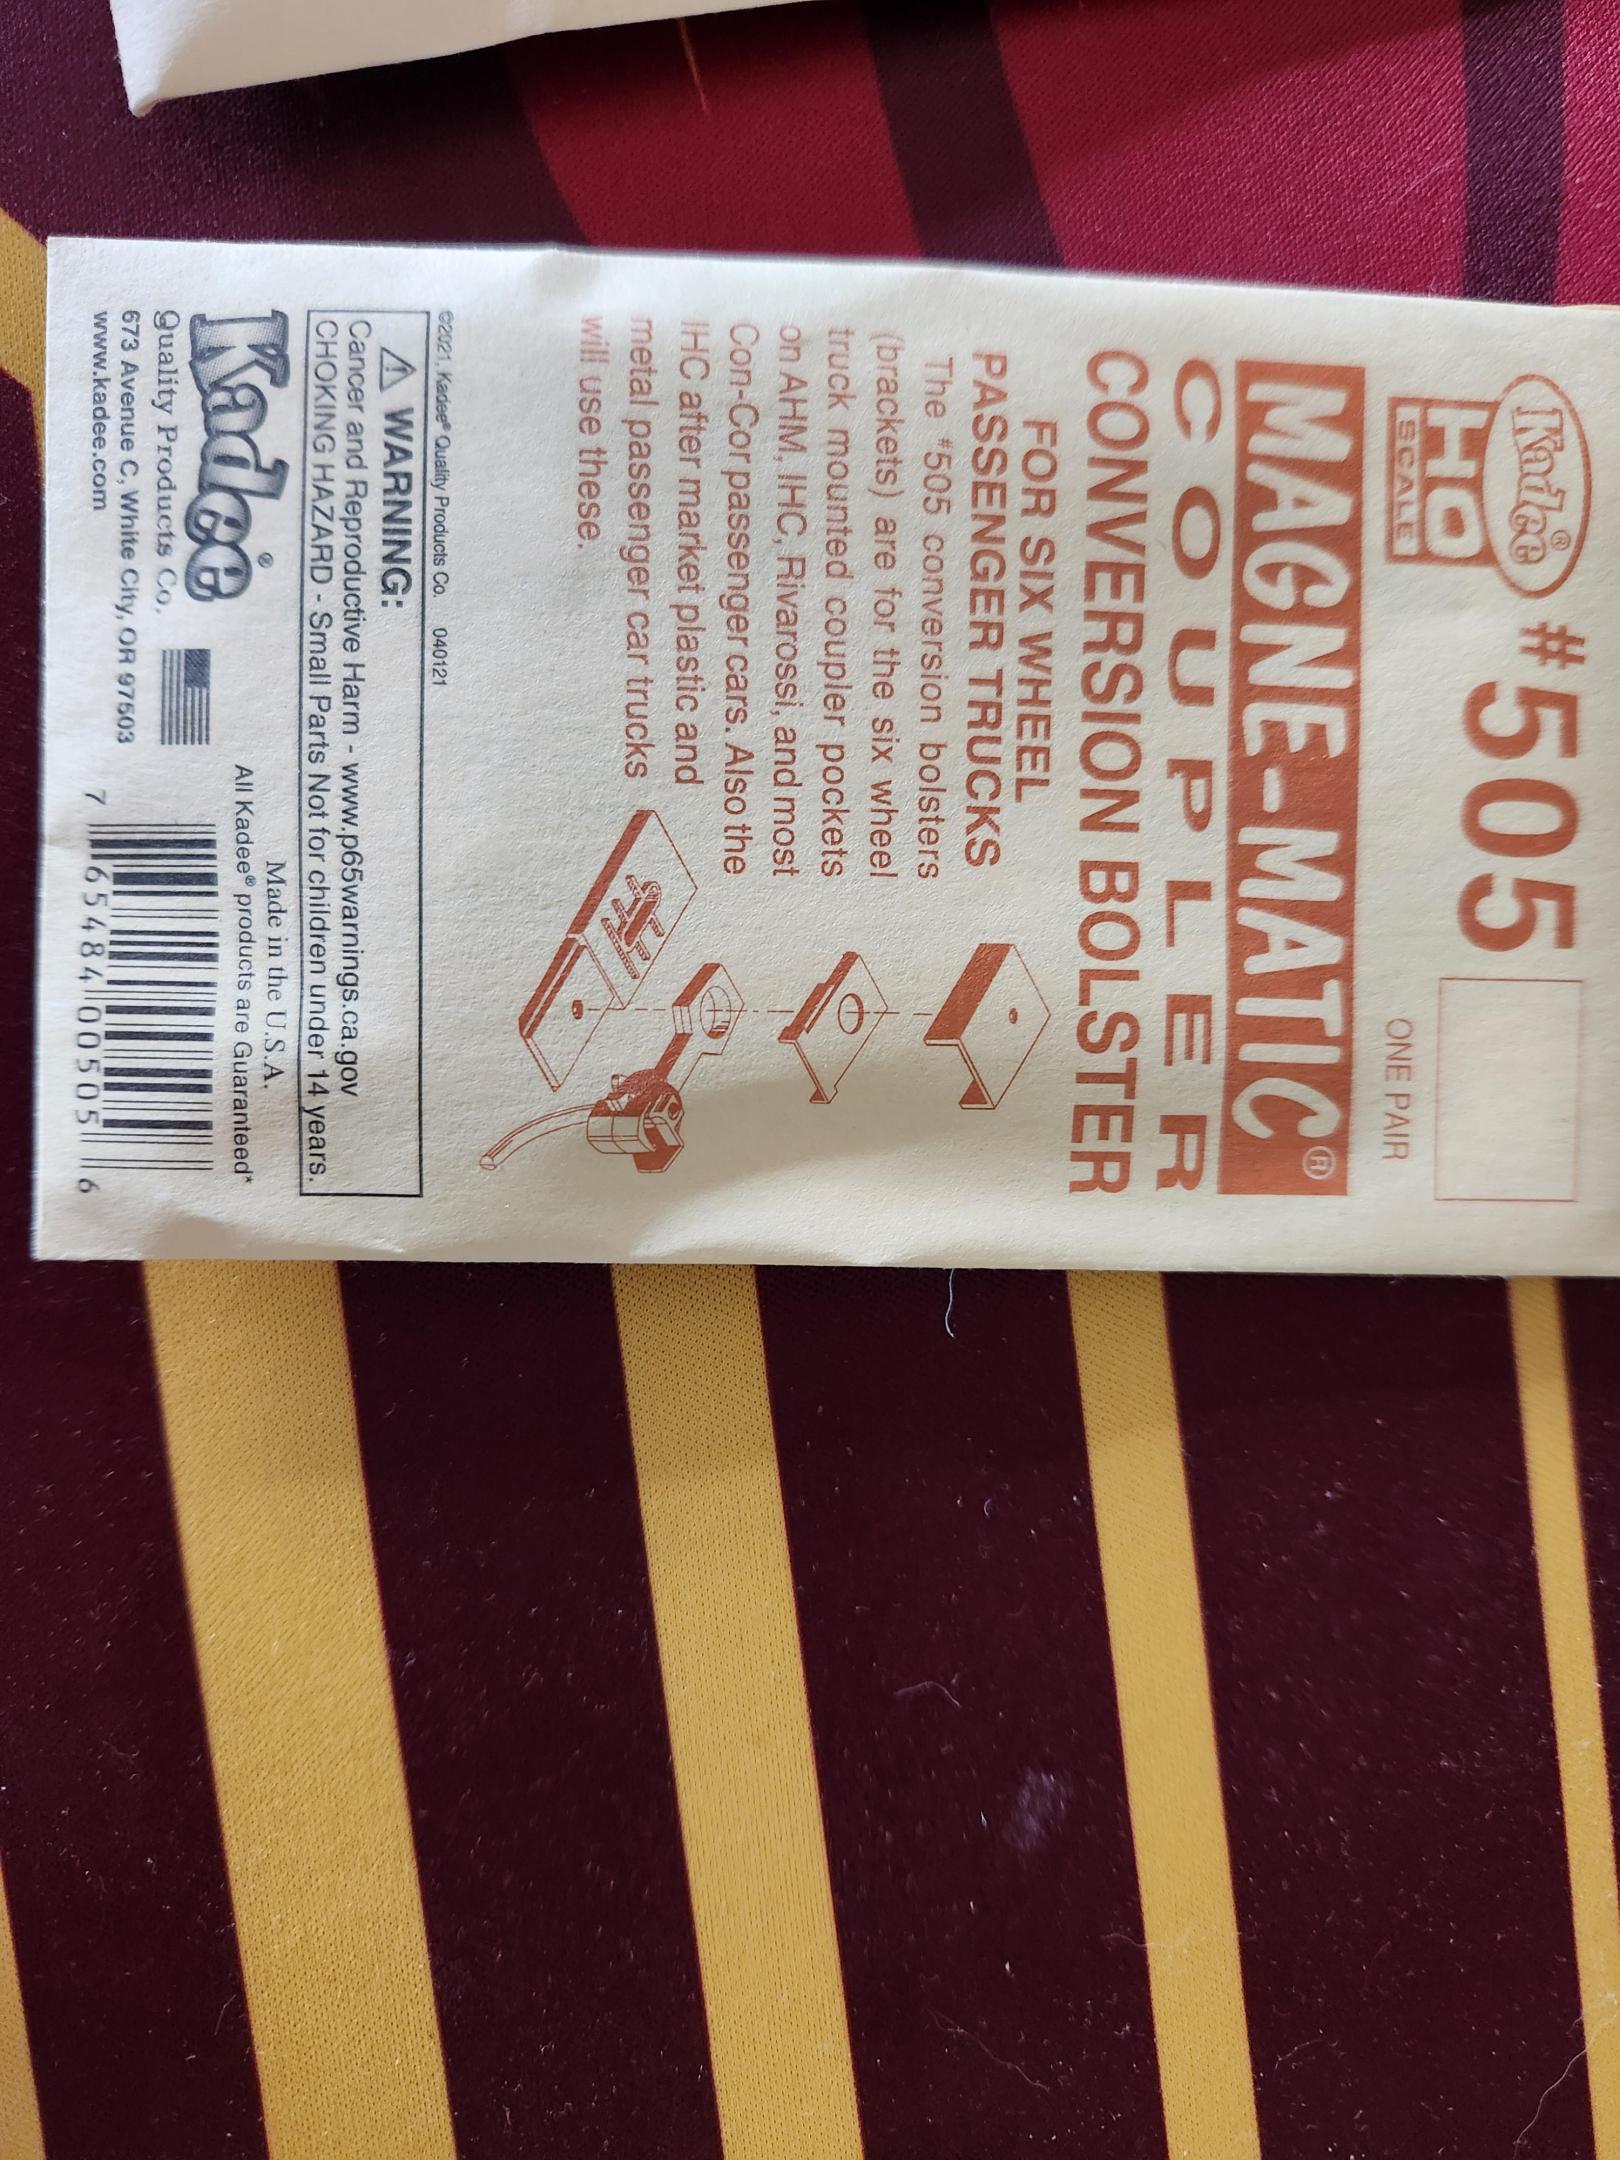 Kadee®
HO
SCALE
#505
ONE PAIR
MAGNE-MATIC®
COUPLER
CONVERSION BOLSTER
FOR SIX WHEEL
PASSENGER TRUCKS
The #505 conversion bolsters
(brackets) are for the six wheel
truck mounted coupler pockets
on AHM, IHC, Rivarossi, and most
Con-Cor passenger cars. Also the
IHC after market plastic and
metal passenger car trucks
will use these.
©2021, Kadee® Quality Products Co. 040121
⚠ WARNING:
Cancer and Reproductive Harm - www.p65warnings.ca.gov
CHOKING HAZARD - Small Parts Not for children under 14 years.
Kadee®
Quality Products Co.
673 Avenue C, White City, OR 97503
www.kadee.com
Made in the U.S.A.
All Kadee® products are Guaranteed*
7 65484 00505 6